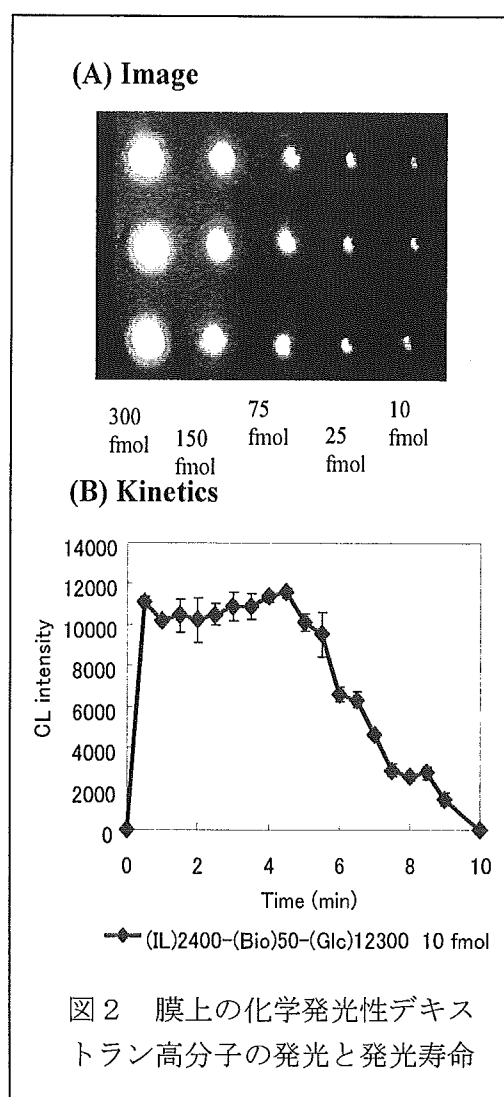 (A) Image
300 fmol
150 fmol
75 fmol
25 fmol
10 fmol
(B) Kinetics
14000
12000
10000
8000
6000
4000
2000
0
CL intensity
0 2 4 6 8 10
Time (min)
(IL)2400-(Bio)50-(Glc)12300 10 fmol
図2 膜上の化学発光性デキス
トラン高分子の発光と発光寿命